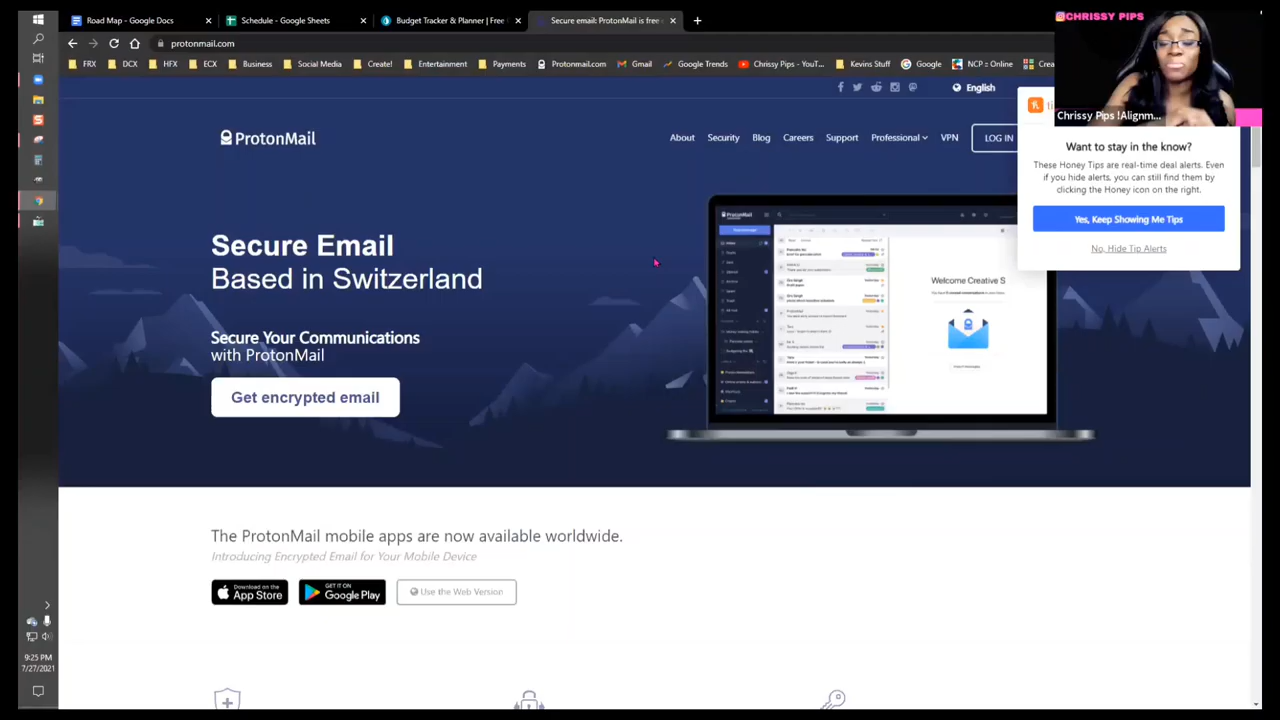 Road Map - Google Docs
Schedule - Google Sheets
Budget Tracker & Planner | Free
Secure email: ProtonMail is free
CHRISSY PIPS
protonmail.com
FRX
DCX
HFX
ECX
Business
Social Media
Create!
Entertainment
Payments
Protonmail.com
Gmail
Google Trends
Chrissy Pips - YouT...
Kevins Stuff
Google
NCP :: Online
Crea
English
Chrissy Pips !Alignm...
ProtonMail
About
Security
Blog
Careers
Support
Professional
VPN
LOG IN
Want to stay in the know?
These Honey Tips are real-time deal alerts. Even
if you hide alerts, you can still find them by
clicking the Honey icon on the right.
Yes, Keep Showing Me Tips
No, Hide Tip Alerts
Secure Email
Based in Switzerland
Welcome Creative S
Secure Your Communications
with ProtonMail
Get encrypted email
The ProtonMail mobile apps are now available worldwide.
Introducing Encrypted Email for Your Mobile Device
Download on the
App Store
GET IT ON
Google Play
Use the Web Version
9:25 PM
7/27/2021